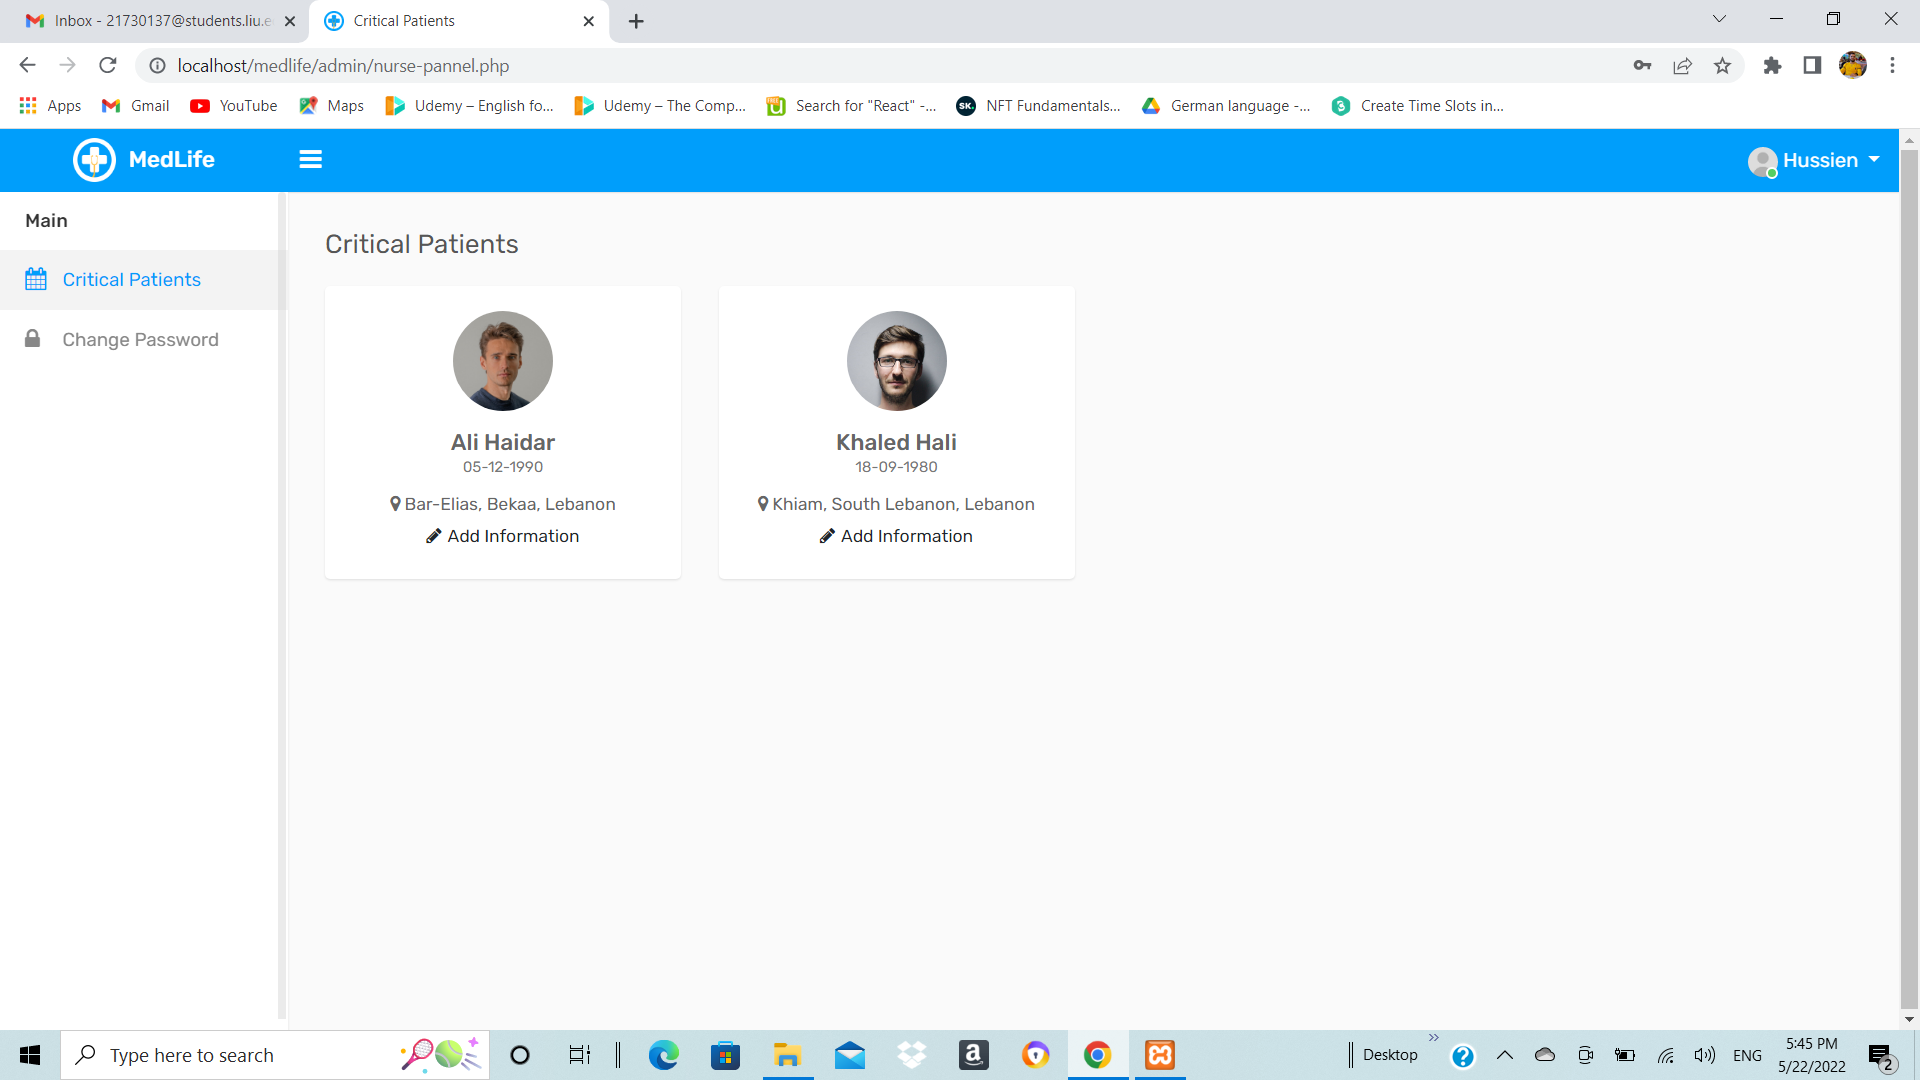 Inbox - 21730137@students.liu.e
Critical Patients
localhost/medlife/admin/nurse-pannel.php
Apps
Gmail
YouTube
Maps
Udemy – English fo...
Udemy – The Comp...
Search for "React" -...
SK.
NFT Fundamentals...
German language -...
Create Time Slots in...
MedLife
Hussien
Main
Critical Patients
Change Password
Critical Patients
Ali Haidar
05-12-1990
Bar-Elias, Bekaa, Lebanon
Add Information
Khaled Hali
18-09-1980
Khiam, South Lebanon, Lebanon
Add Information
Type here to search
Desktop
ENG
5:45 PM
5/22/2022
2